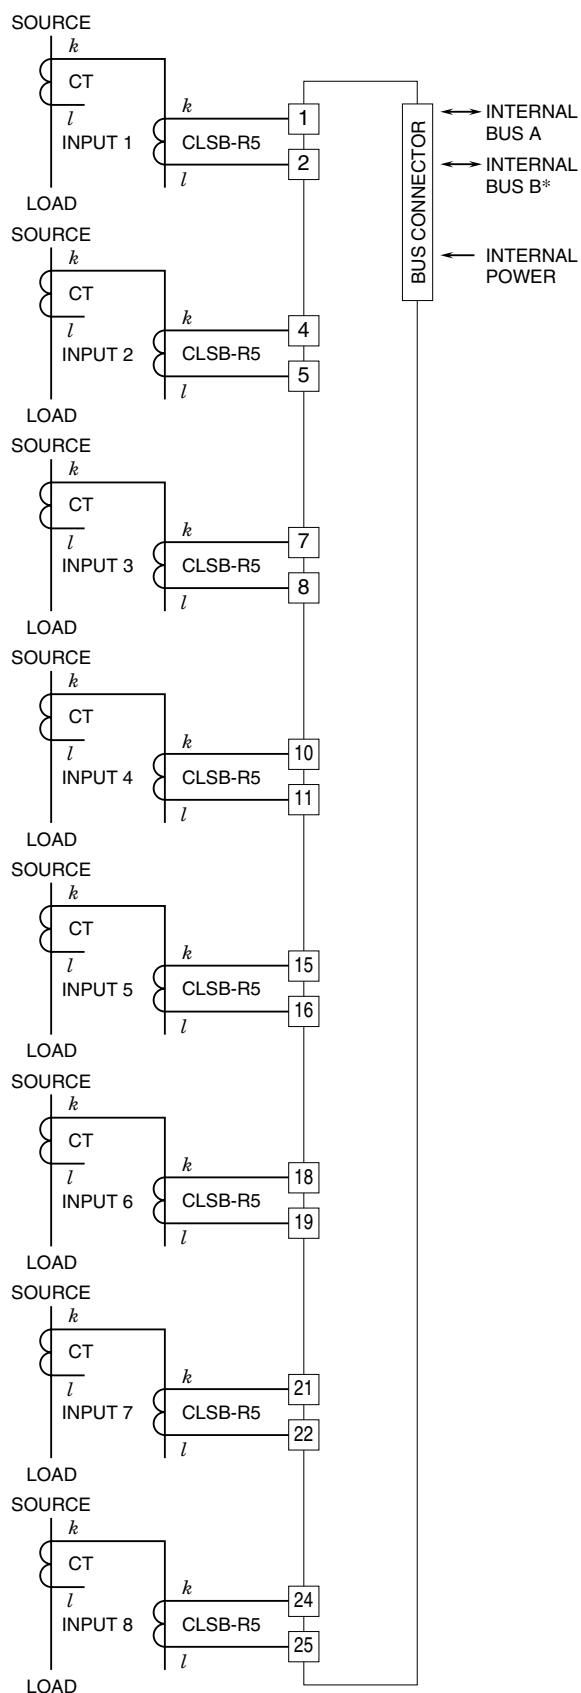 SOURCE
k
CT
l
k
1
INPUT 1
CLSB-R5
2
l
LOAD
BUS CONNECTOR
INTERNAL
BUS A
INTERNAL
BUS B*
INTERNAL
POWER
SOURCE
k
CT
l
k
4
INPUT 2
CLSB-R5
5
l
LOAD
SOURCE
k
CT
l
k
7
INPUT 3
CLSB-R5
8
l
LOAD
SOURCE
k
CT
l
k
10
INPUT 4
CLSB-R5
11
l
LOAD
SOURCE
k
CT
l
k
15
INPUT 5
CLSB-R5
16
l
LOAD
SOURCE
k
CT
l
k
18
INPUT 6
CLSB-R5
19
l
LOAD
SOURCE
k
CT
l
k
21
INPUT 7
CLSB-R5
22
l
LOAD
SOURCE
k
CT
l
k
24
INPUT 8
CLSB-R5
25
l
LOAD